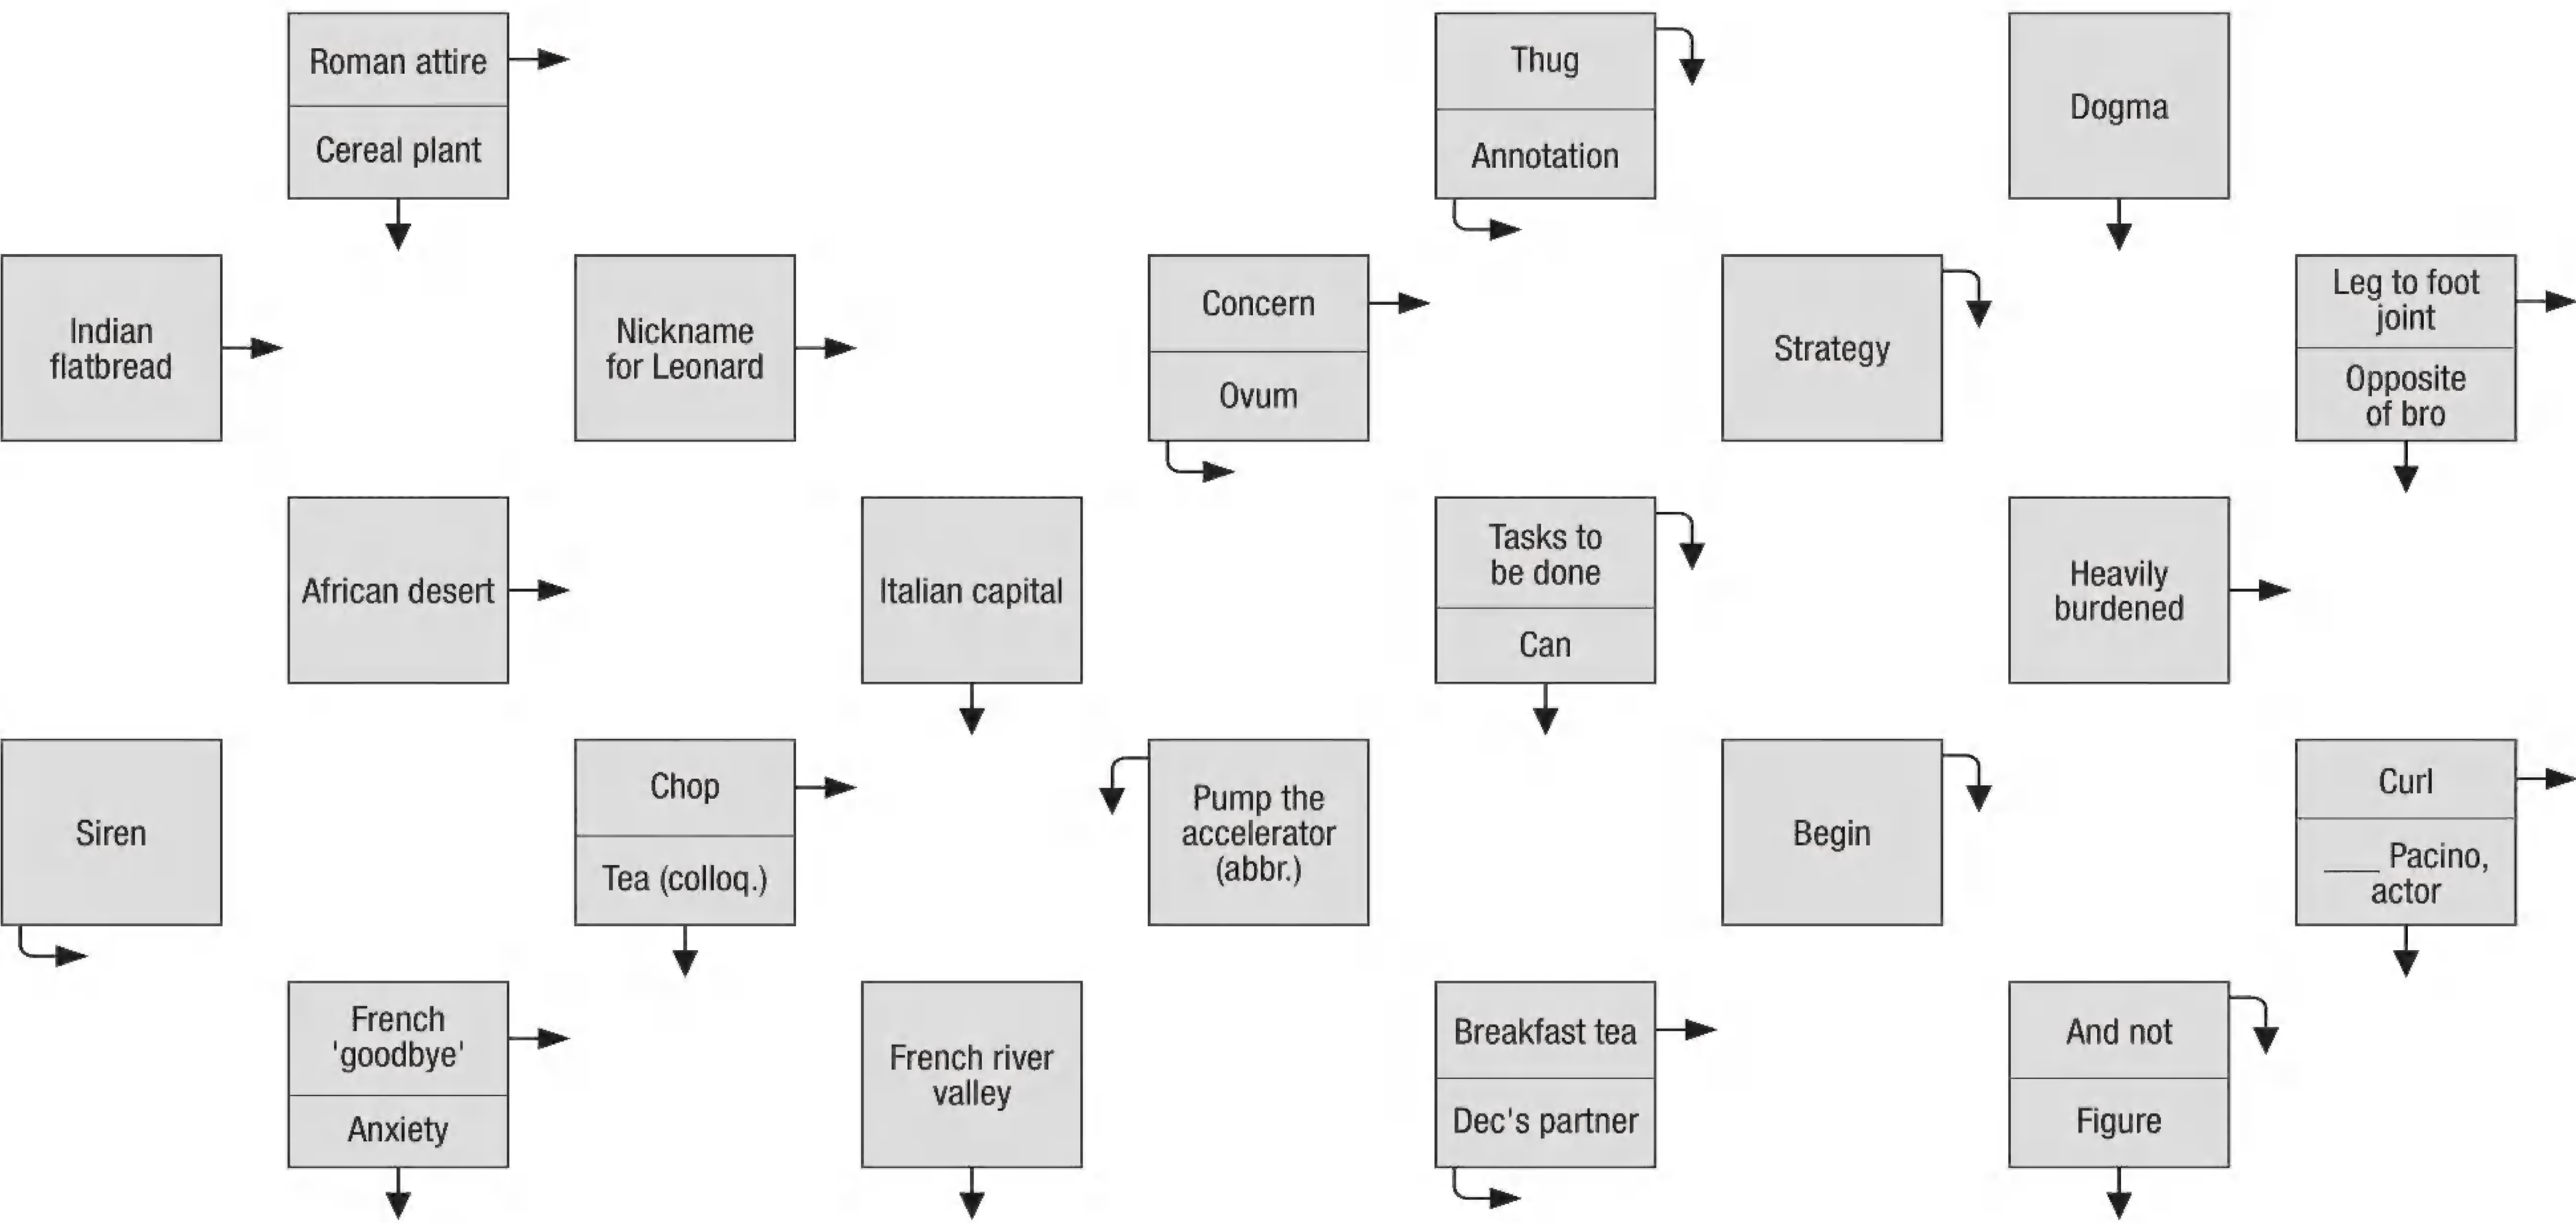 Roman attire
Cereal plant
Thug
Annotation
Dogma
Indian
flatbread
Nickname
for Leonard
Concern
Ovum
Strategy
Leg to foot
joint
Opposite
of bro
African desert
Italian capital
Tasks to
be done
Can
Heavily
burdened
Siren
Chop
Tea (colloq.)
Pump the
accelerator
(abbr.)
Begin
Curl
___ Pacino,
actor
French
'goodbye'
Anxiety
French river
valley
Breakfast tea
Dec's partner
And not
Figure